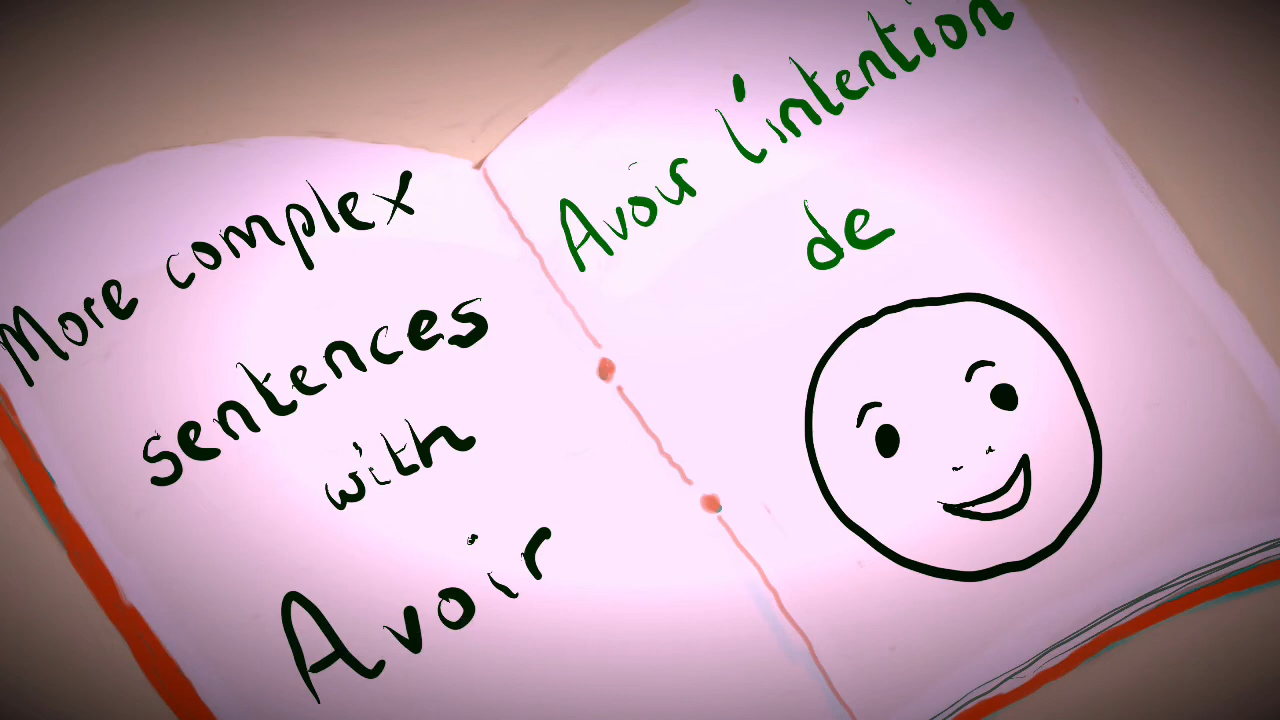 More complex
sentences
with
Avoir
Avoir l'intention
de